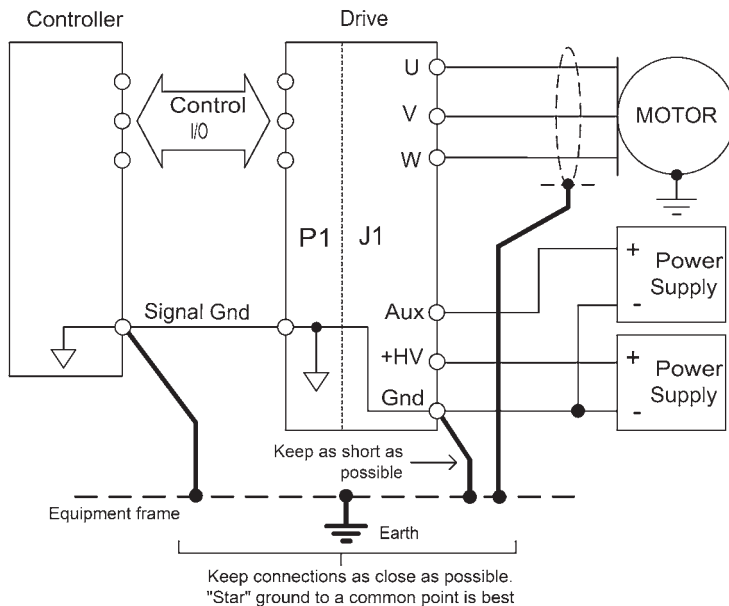 Controller
Drive
U
V
W
Control
I/O
MOTOR
P1
J1
+
Power
Supply
-
Signal Gnd
Aux
+HV
+
Power
Supply
-
Gnd
Keep as short as
possible
Equipment frame
Earth
Keep connections as close as possible.
"Star" ground to a common point is best